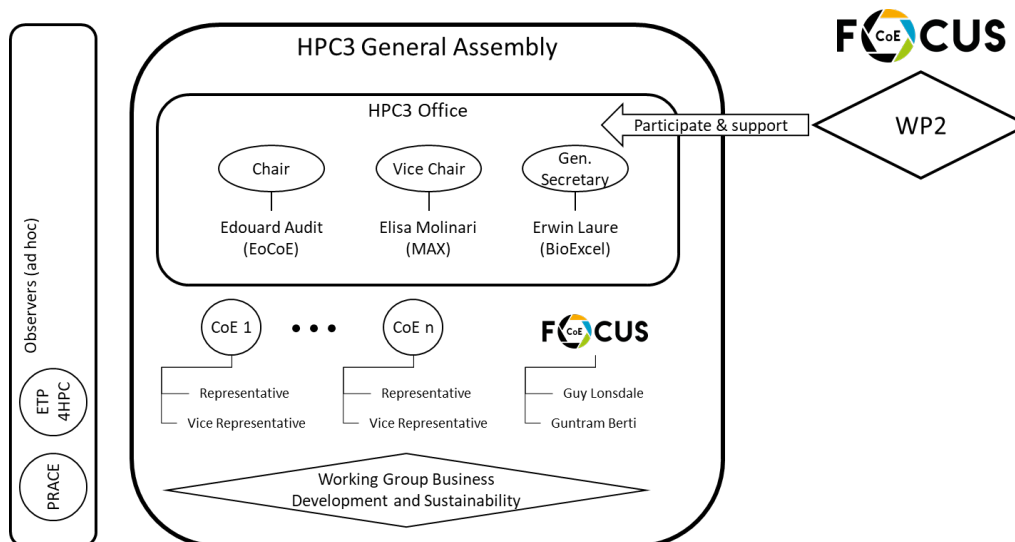 HPC3 General Assembly
FOCUS
CoE
HPC3 Office
Participate & support
WP2
Chair
Vice Chair
Gen.
Secretary
Edouard Audit
(EoCoE)
Elisa Molinari
(MAX)
Erwin Laure
(BioExcel)
Observers (ad hoc)
ETP
4HPC
PRACE
CoE 1
• • •
CoE n
FOCUS
CoE
Representative
Vice Representative
Representative
Vice Representative
Guy Lonsdale
Guntram Berti
Working Group Business
Development and Sustainability